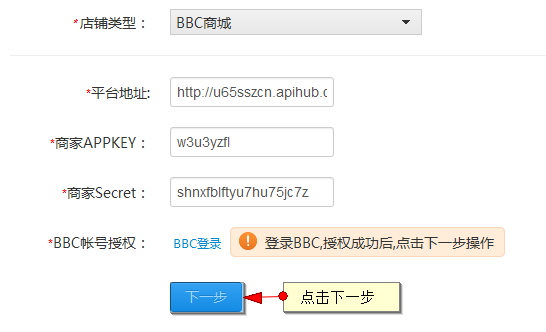 *店铺类型： BBC商城
*平台地址: http://u65sszcn.apihub.c
*商家APPKEY： w3u3yzfl
*商家Secret： shnxfblftyu7hu75jc7z
*BBC帐号授权： BBC登录 登录BBC,授权成功后,点击下一步操作
下一步 点击下一步